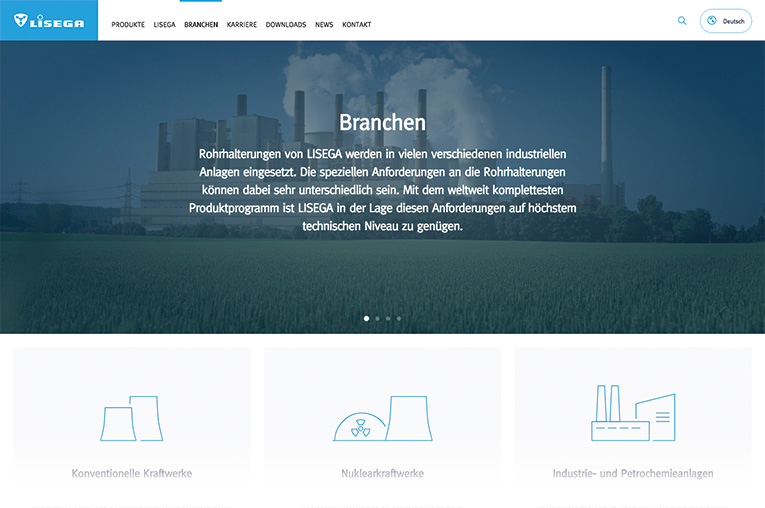 LISEGA
PRODUKTE LISEGA BRANCHEN KARRIERE DOWNLOADS NEWS KONTAKT
Deutsch
Branchen
Rohrhalterungen von LISEGA werden in vielen verschiedenen industriellen
Anlagen eingesetzt. Die speziellen Anforderungen an die Rohrhalterungen
können dabei sehr unterschiedlich sein. Mit dem weltweit komplettesten
Produktprogramm ist LISEGA in der Lage diesen Anforderungen auf höchstem
technischen Niveau zu genügen.
Konventionelle Kraftwerke
Nuklearkraftwerke
Industrie- und Petrochemieanlagen